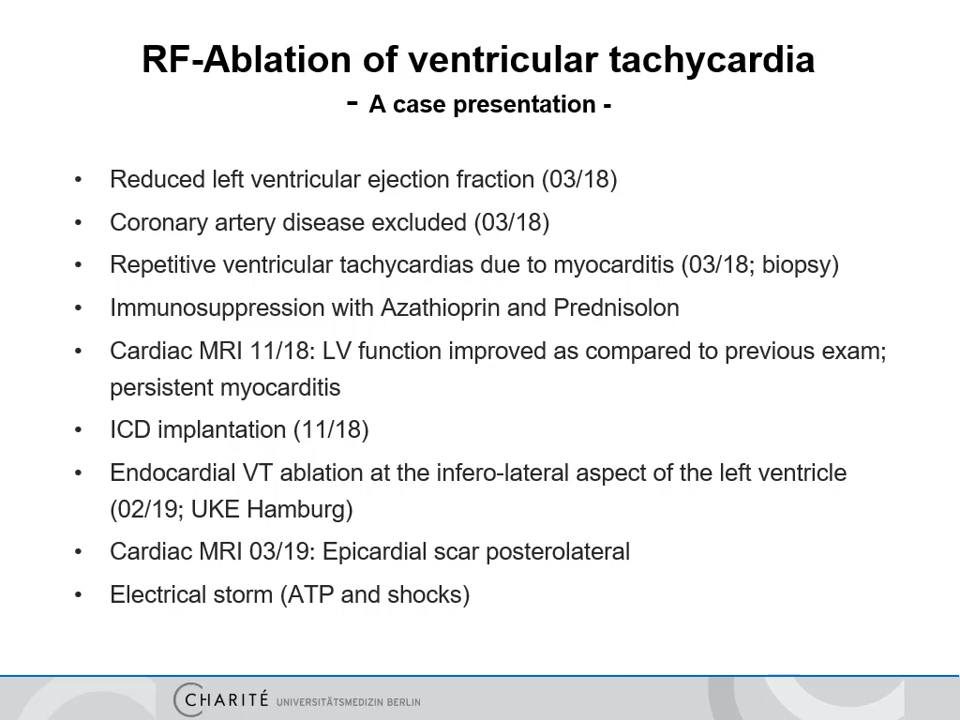 RF-Ablation of ventricular tachycardia
- A case presentation -
• Reduced left ventricular ejection fraction (03/18)
• Coronary artery disease excluded (03/18)
• Repetitive ventricular tachycardias due to myocarditis (03/18; biopsy)
• Immunosuppression with Azathioprin and Prednisolon
• Cardiac MRI 11/18: LV function improved as compared to previous exam;
persistent myocarditis
• ICD implantation (11/18)
• Endocardial VT ablation at the infero-lateral aspect of the left ventricle
(02/19; UKE Hamburg)
• Cardiac MRI 03/19: Epicardial scar posterolateral
• Electrical storm (ATP and shocks)
CHARITÉ UNIVERSITÄTSMEDIZIN BERLIN